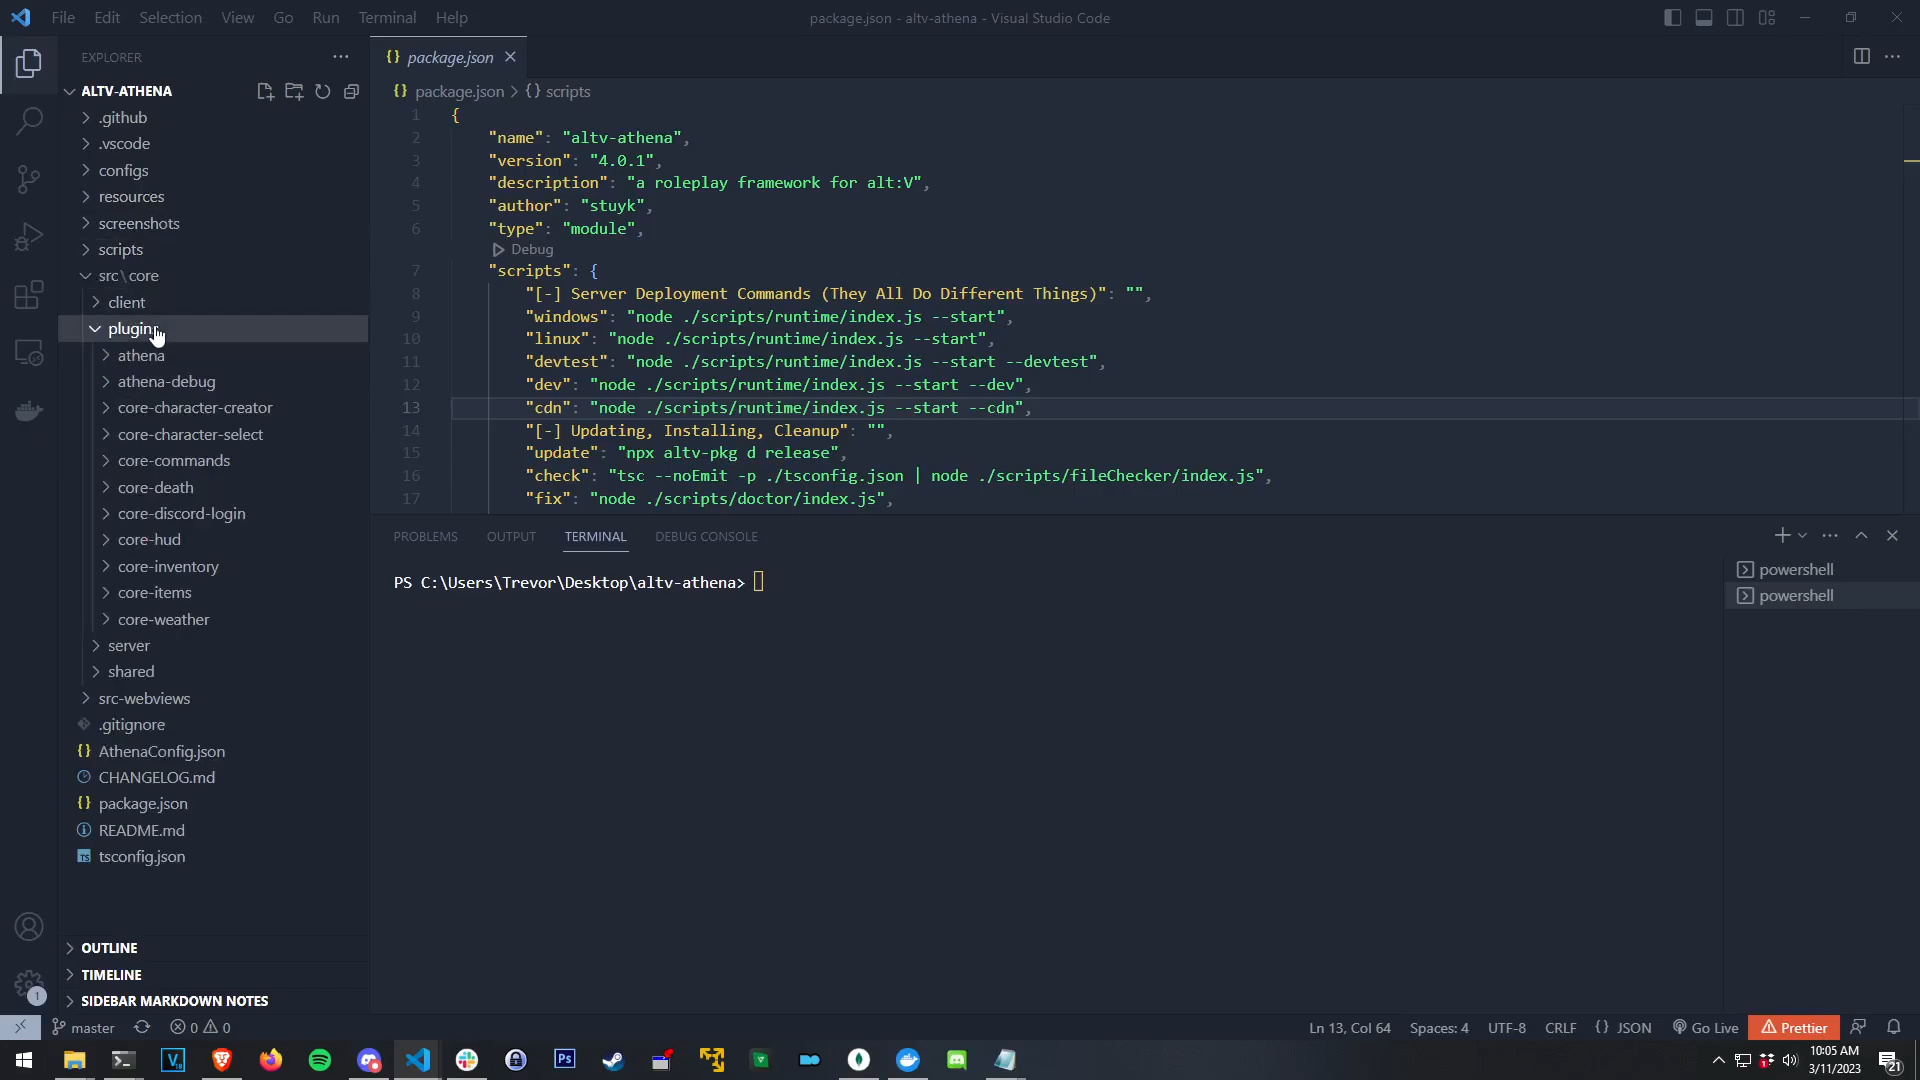 File Edit Selection View Go Run Terminal Help
package.json - altv-athena - Visual Studio Code
EXPLORER
ALTV-ATHENA
.github
.vscode
configs
resources
screenshots
scripts
src\core
client
plugins
athena
athena-debug
core-character-creator
core-character-select
core-commands
core-death
core-discord-login
core-hud
core-inventory
core-items
core-weather
server
shared
src-webviews
.gitignore
{} AthenaConfig.json
CHANGELOG.md
{} package.json
README.md
TS tsconfig.json
OUTLINE
TIMELINE
SIDEBAR MARKDOWN NOTES
{} package.json
{} package.json > {} scripts
1 {
2 "name": "altv-athena",
3 "version": "4.0.1",
4 "description": "a roleplay framework for alt:V",
5 "author": "stuyk",
6 "type": "module",
Debug
7 "scripts": {
8 "[-] Server Deployment Commands (They All Do Different Things)": "",
9 "windows": "node ./scripts/runtime/index.js --start",
10 "linux": "node ./scripts/runtime/index.js --start",
11 "devtest": "node ./scripts/runtime/index.js --start --devtest",
12 "dev": "node ./scripts/runtime/index.js --start --dev",
13 "cdn": "node ./scripts/runtime/index.js --start --cdn",
14 "[-] Updating, Installing, Cleanup": "",
15 "update": "npx altv-pkg d release",
16 "check": "tsc --noEmit -p ./tsconfig.json | node ./scripts/fileChecker/index.js",
17 "fix": "node ./scripts/doctor/index.js",
PROBLEMS OUTPUT TERMINAL DEBUG CONSOLE
PS C:\Users\Trevor\Desktop\altv-athena>
powershell
powershell
1
master 0 0
Ln 13, Col 64 Spaces: 4 UTF-8 CRLF {} JSON Go Live Prettier
Ps
10:05 AM
3/11/2023
21